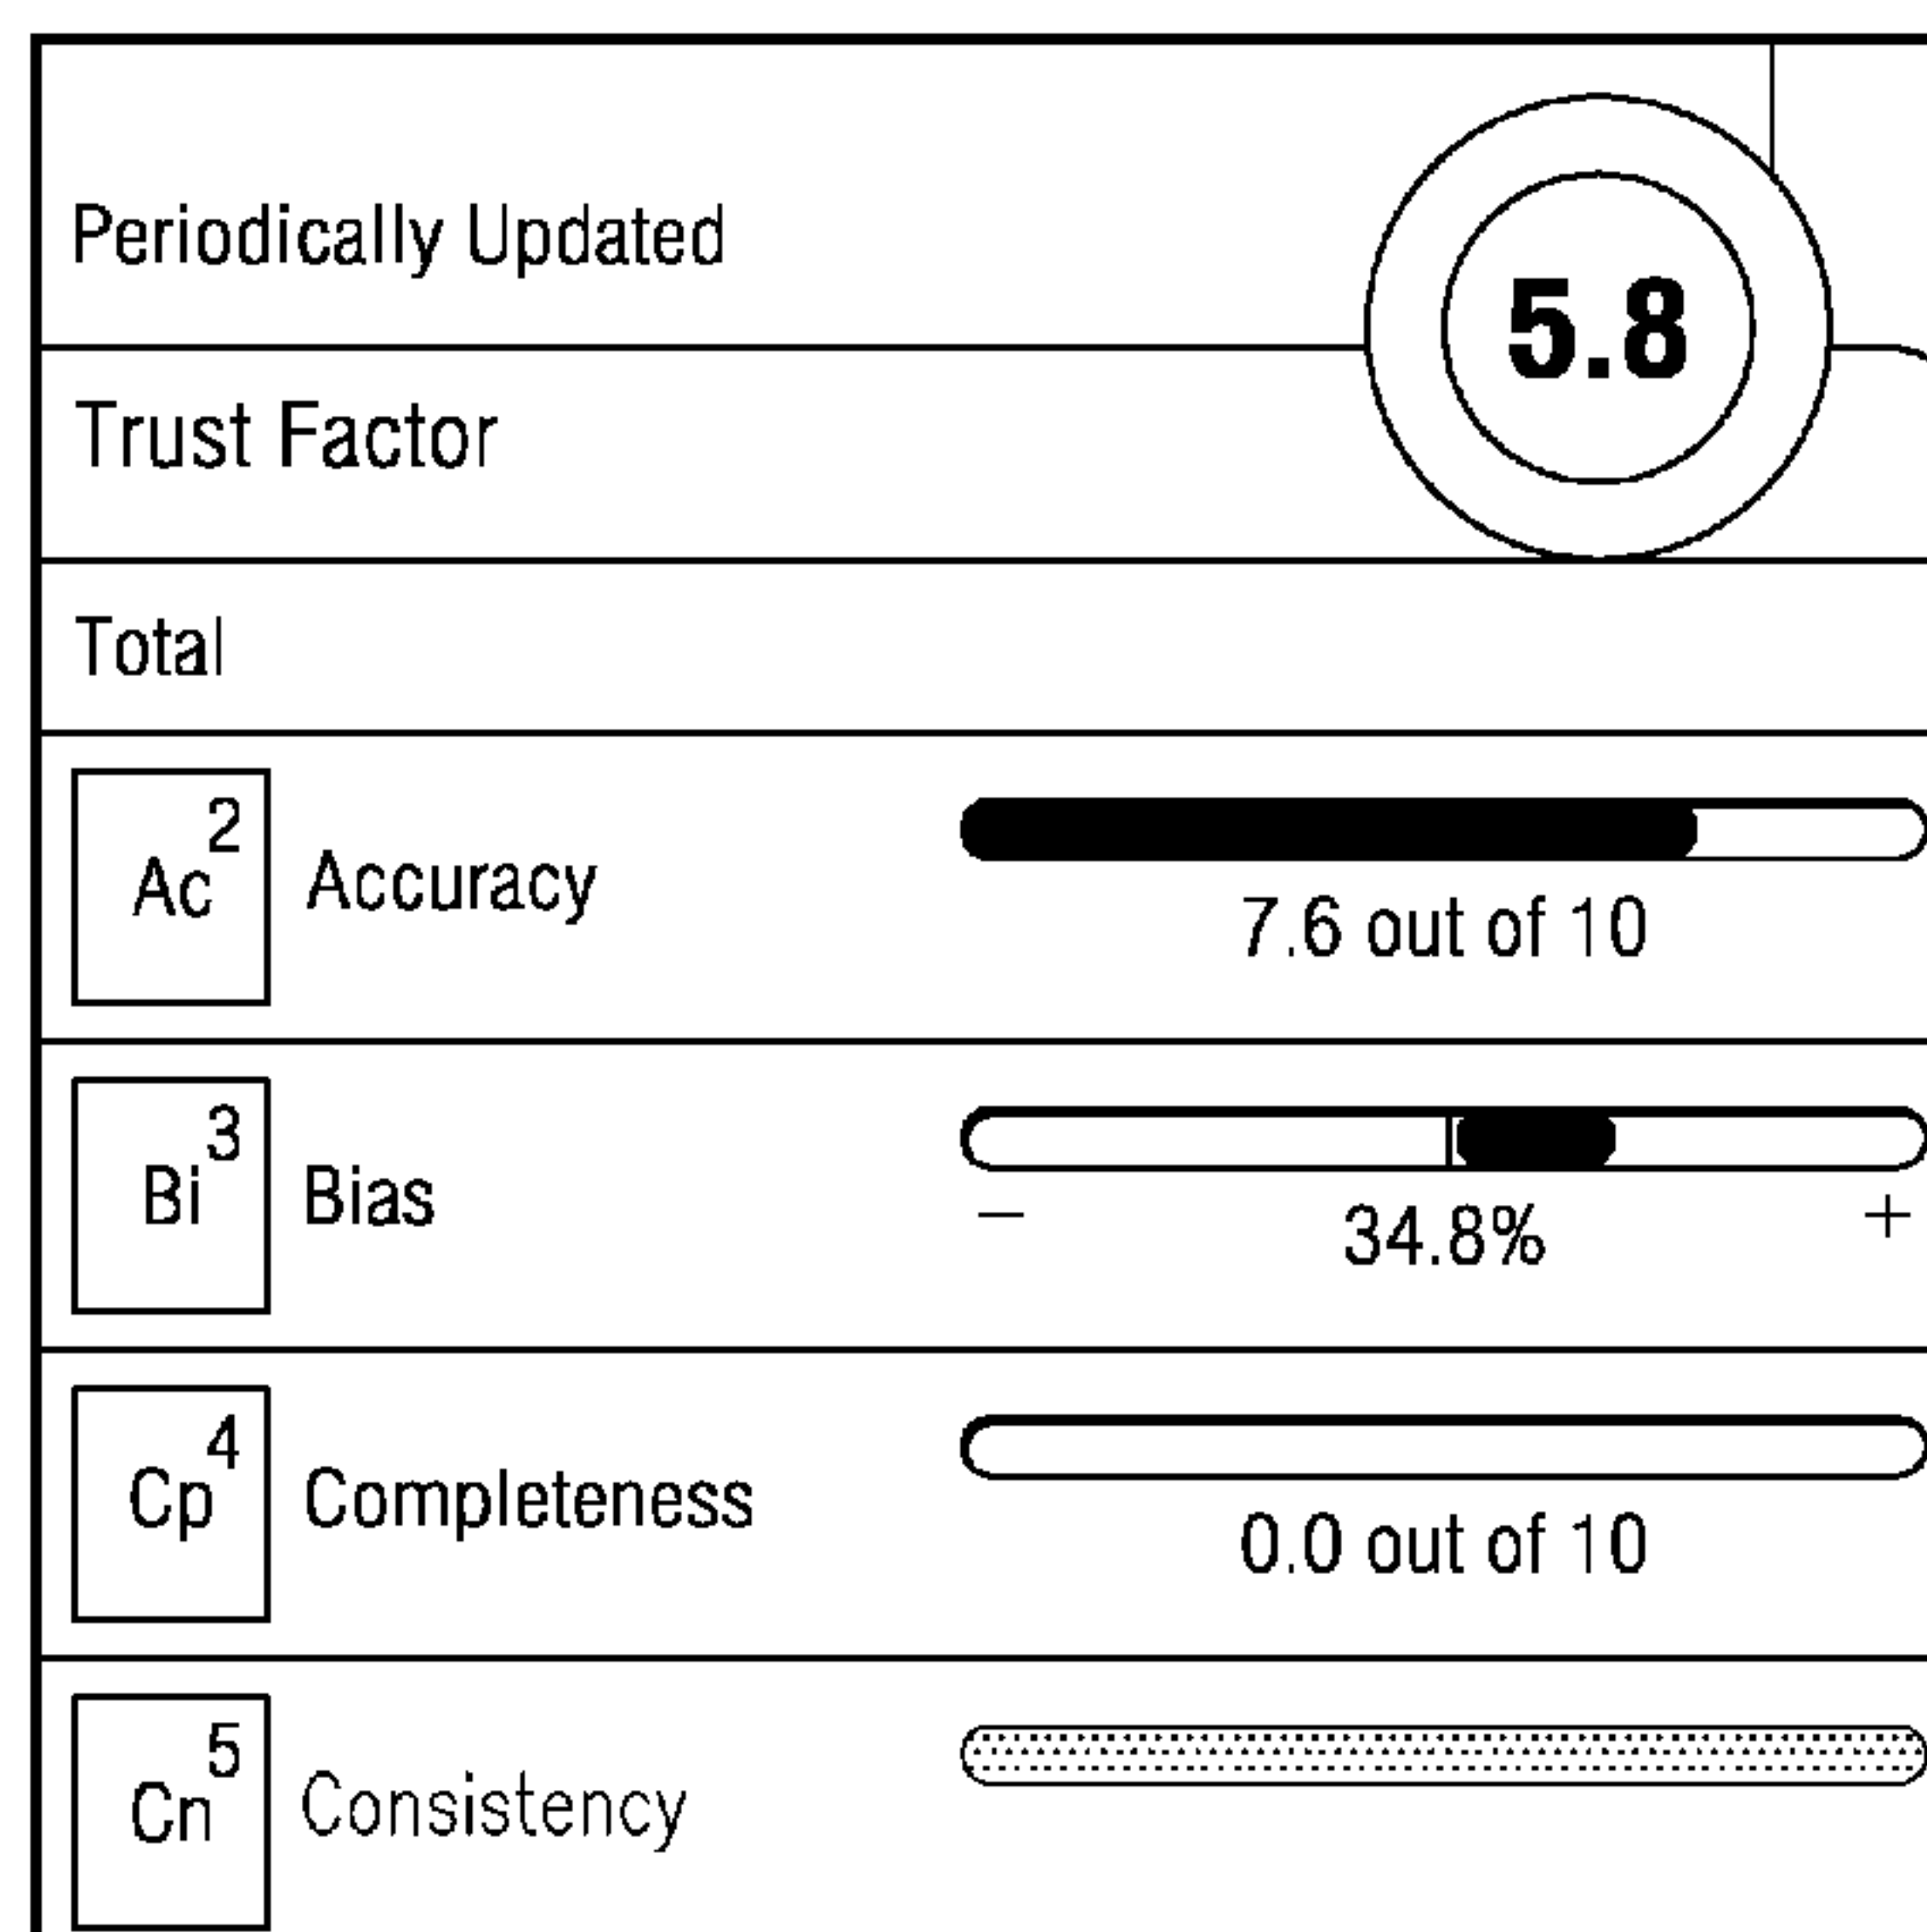 Periodically Updated
5.8
Trust Factor
Total
2
Ac Accuracy
7.6 out of 10
3
Bi Bias
− 34.8% +
4
Cp Completeness
0.0 out of 10
5
Cn Consistency